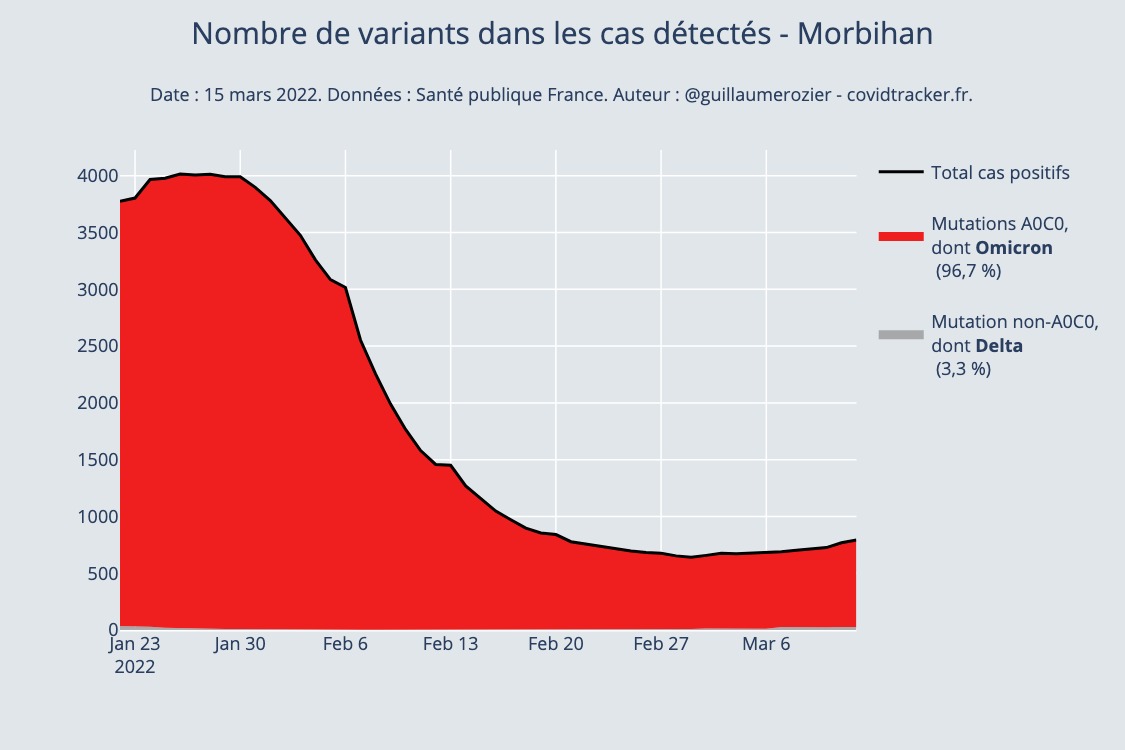 Nombre de variants dans les cas détectés - Morbihan
Date : 15 mars 2022. Données : Santé publique France. Auteur : @guillaumerozier - covidtracker.fr.
Total cas positifs
Mutations A0C0,
dont Omicron
(96,7 %)
Mutation non-A0C0,
dont Delta
(3,3 %)
4000
3500
3000
2500
2000
1500
1000
500
0
Jan 23 Jan 30 Feb 6 Feb 13 Feb 20 Feb 27 Mar 6
2022